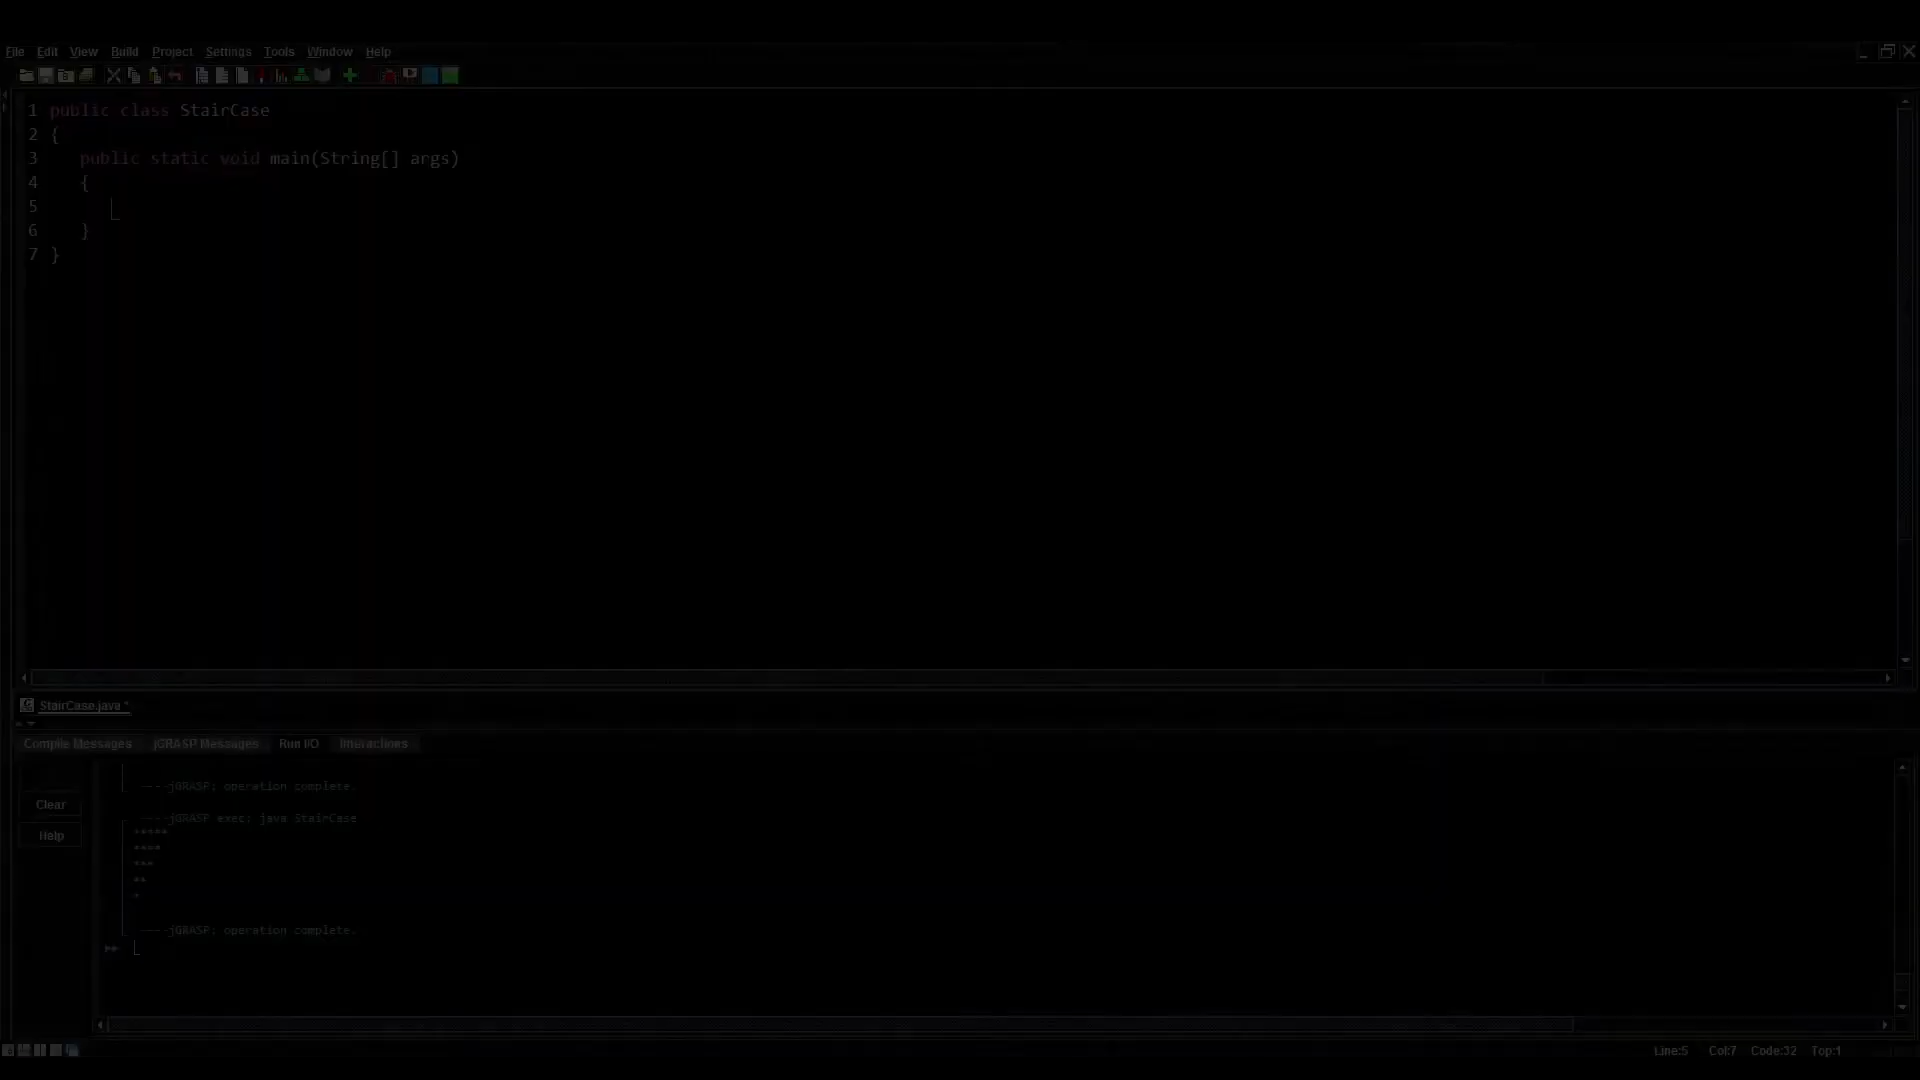 File Edit View Build Project Settings Tools Window Help
1 public class StairCase
2 {
3 public static void main(String[] args)
4 {
5
6 }
7 }
StairCase.java *
Compile Messages jGRASP Messages Run I/O Interactions
----jGRASP: operation complete.
Clear
----jGRASP exec: java StairCase
Help
*****
****
***
**
*
----jGRASP: operation complete.
Line:5 Col:7 Code:32 Top:1